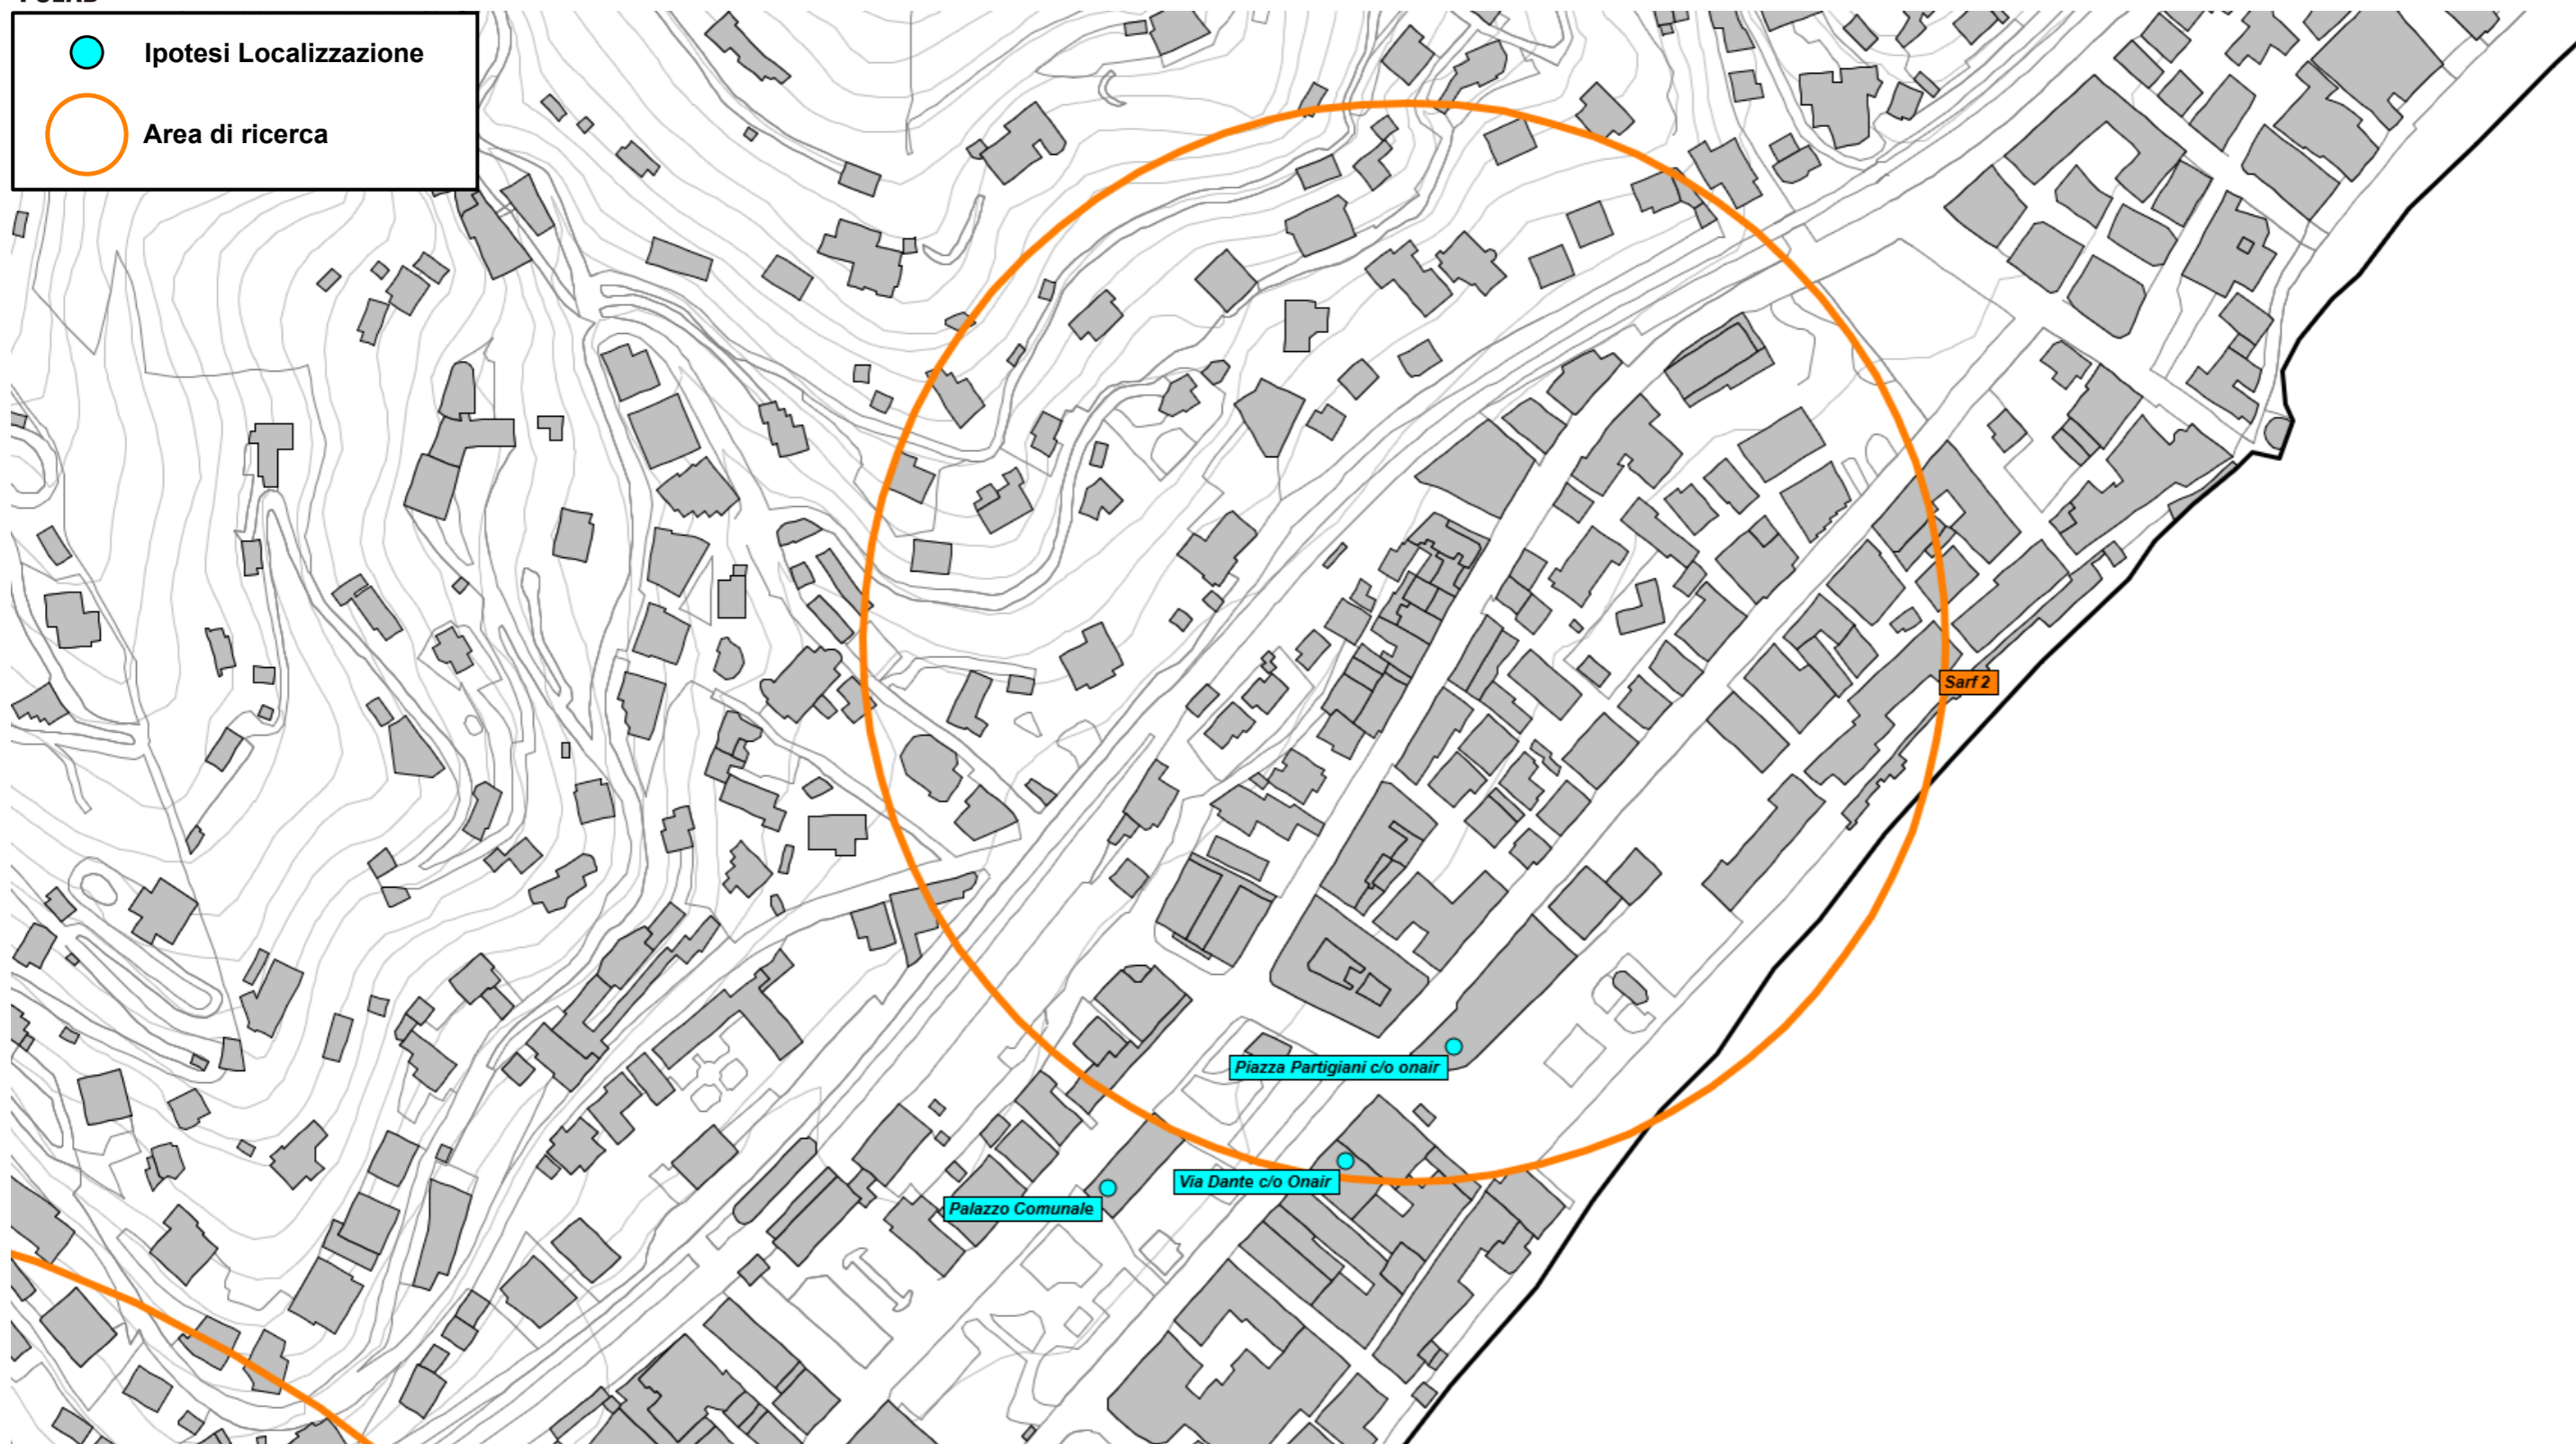 Ipotesi Localizzazione
Area di ricerca
Sarf 2
Piazza Partigiani c/o onair
Via Dante c/o Onair
Palazzo Comunale